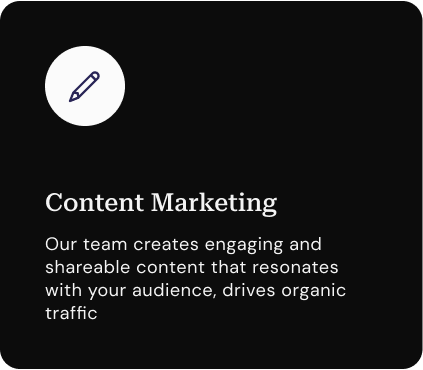 Content Marketing
Our team creates engaging and
shareable content that resonates
with your audience, drives organic
traffic